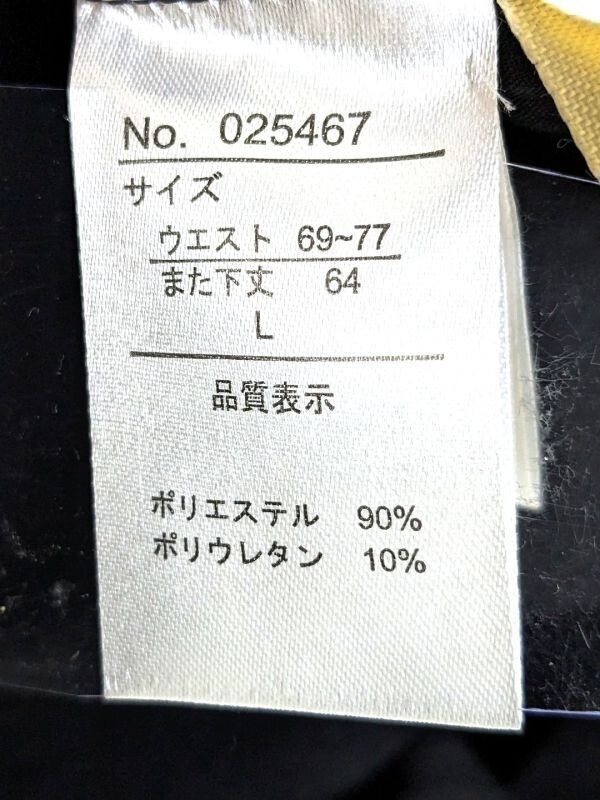 No. 025467
サイズ
ウエスト 69~77
また下丈 64
L
品質表示
ポリエステル 90%
ポリウレタン 10%